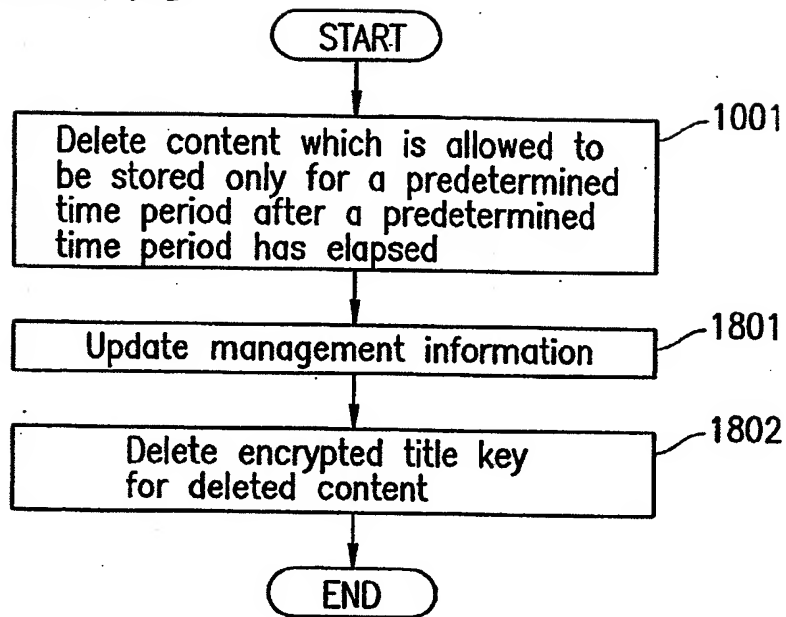 START
1001
Delete content which is allowed to
be stored only for a predetermined
time period after a predetermined
time period has elapsed
1801
Update management information
1802
Delete encrypted title key
for deleted content
END